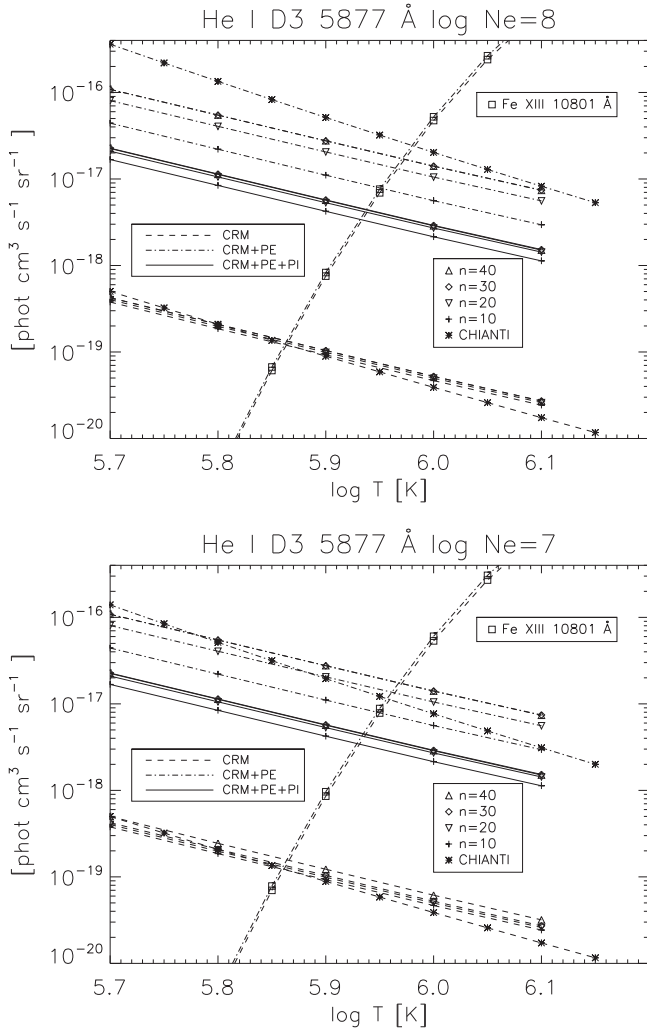 He I D3 5877 Å log Ne=8
[phot cm³ s⁻¹ sr⁻¹ ]
10⁻¹⁶
10⁻¹⁷
10⁻¹⁸
10⁻¹⁹
10⁻²⁰
Fe XIII 10801 Å
CRM
CRM+PE
CRM+PE+PI
n=40
n=30
n=20
n=10
CHIANTI
5.7 5.8 5.9 6.0 6.1
log T [K]
He I D3 5877 Å log Ne=7
[phot cm³ s⁻¹ sr⁻¹ ]
10⁻¹⁶
10⁻¹⁷
10⁻¹⁸
10⁻¹⁹
10⁻²⁰
Fe XIII 10801 Å
CRM
CRM+PE
CRM+PE+PI
n=40
n=30
n=20
n=10
CHIANTI
5.7 5.8 5.9 6.0 6.1
log T [K]